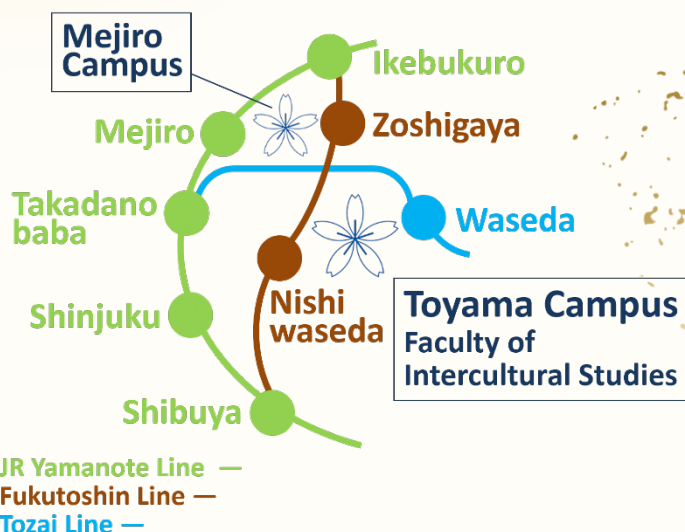 Mejiro
Campus
Ikebukuro
Mejiro
Zoshigaya
Takadano
baba
Waseda
Shinjuku
Nishi
waseda
Toyama Campus
Faculty of
Intercultural Studies
Shibuya
JR Yamanote Line —
Fukutoshin Line —
Tozai Line —